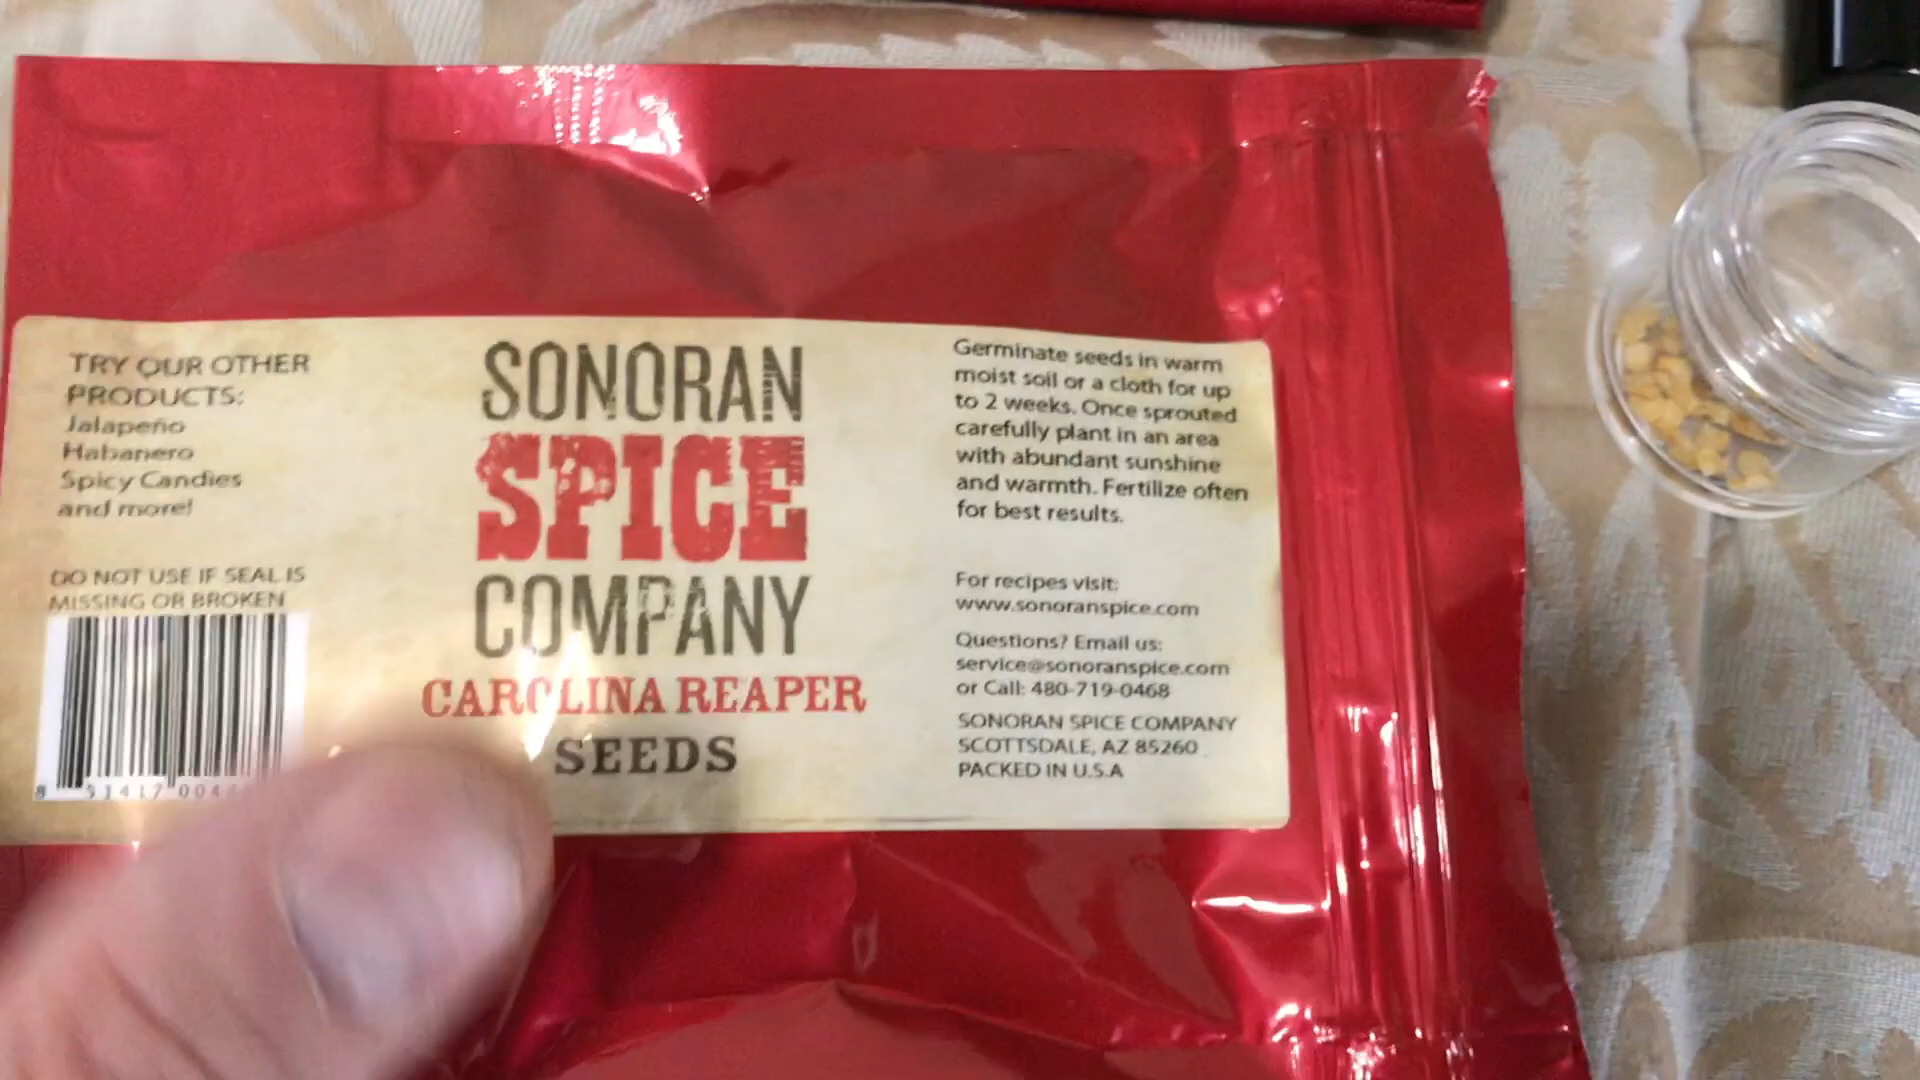 TRY OUR OTHER
PRODUCTS:
Jalapeño
Habanero
Spicy Candies
and more!
DO NOT USE IF SEAL IS
MISSING OR BROKEN
8 51417 004
SONORAN
SPICE
COMPANY
CAROLINA REAPER
SEEDS
Germinate seeds in warm
moist soil or a cloth for up
to 2 weeks. Once sprouted
carefully plant in an area
with abundant sunshine
and warmth. Fertilize often
for best results.
For recipes visit:
www.sonoranspice.com
Questions? Email us:
service@sonoranspice.com
or Call: 480-719-0468
SONORAN SPICE COMPANY
SCOTTSDALE, AZ 85260
PACKED IN U.S.A